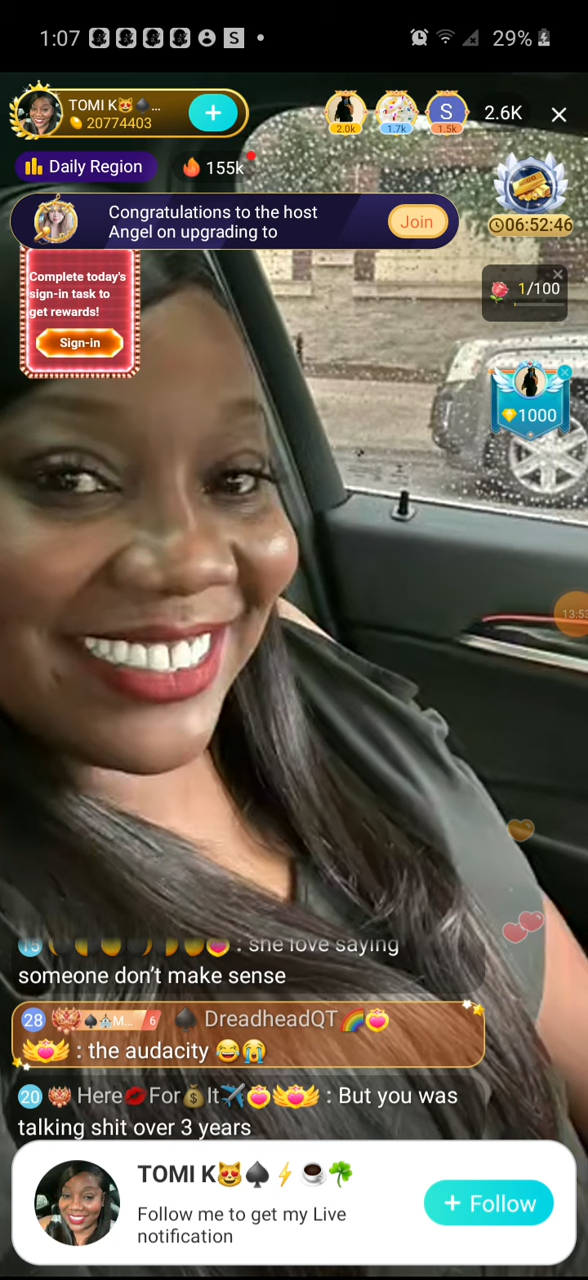 1:07
S
29%
TOMI K😻♠️...
20774403
2.0k
1.7k
S
1.5k
2.6K
Daily Region
155k
Congratulations to the host
Angel on upgrading to
Join
06:52:46
Complete today's
sign-in task to
get rewards!
Sign-in
1/100
1000
13:53
15 : she love saying
someone don't make sense
28 ♠️M... 6 ♠️ DreadheadQT🌈
: the audacity 😂😭
20 Here💋For💰It✈️ : But you was
talking shit over 3 years
TOMI K😻♠️⚡☕🍀
Follow me to get my Live
notification
+ Follow